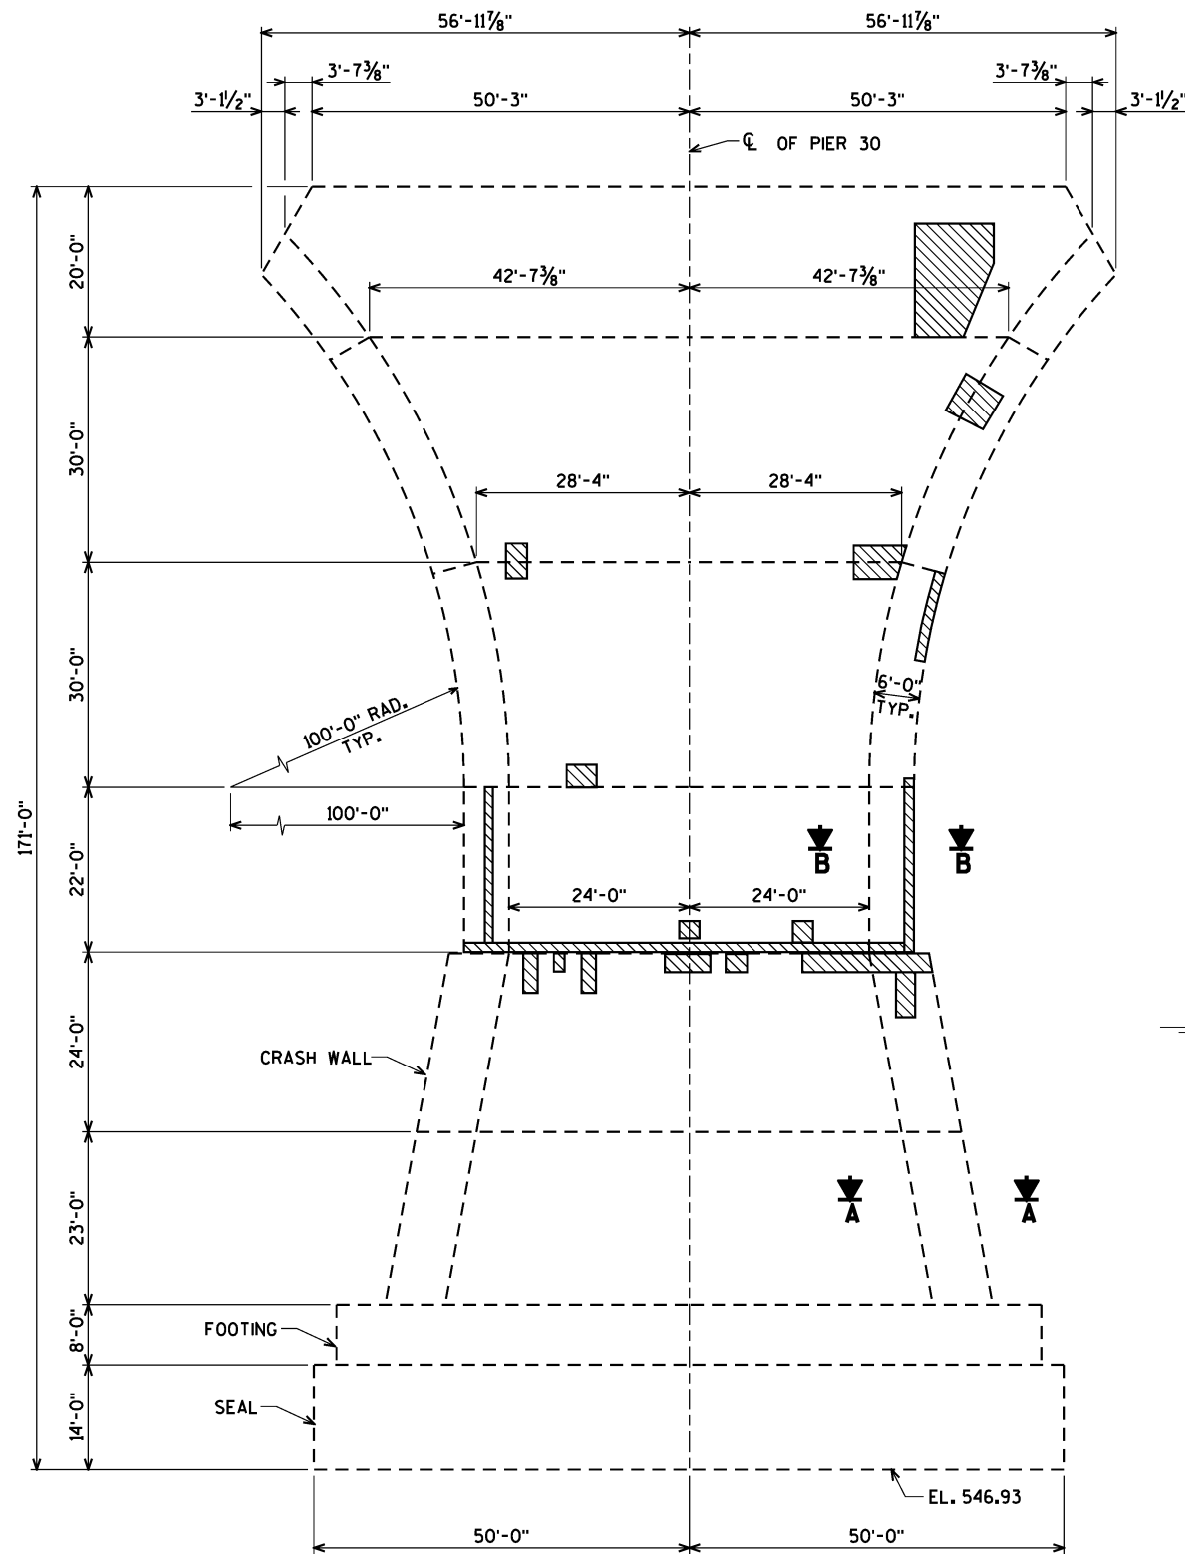 56'-11⅞" 56'-11⅞"
3'-7⅜" 3'-7⅜"
3'-1½" 50'-3" 50'-3" 3'-1½"
℄ OF PIER 30
20'-0"
42'-7⅜" 42'-7⅜"
30'-0"
28'-4" 28'-4"
30'-0"
6'-0"
TYP.
100'-0" RAD.
TYP.
100'-0"
171'-0"
B B
22'-0"
24'-0" 24'-0"
24'-0"
CRASH WALL
23'-0"
A A
8'-0"
FOOTING
14'-0"
SEAL
EL. 546.93
50'-0" 50'-0"